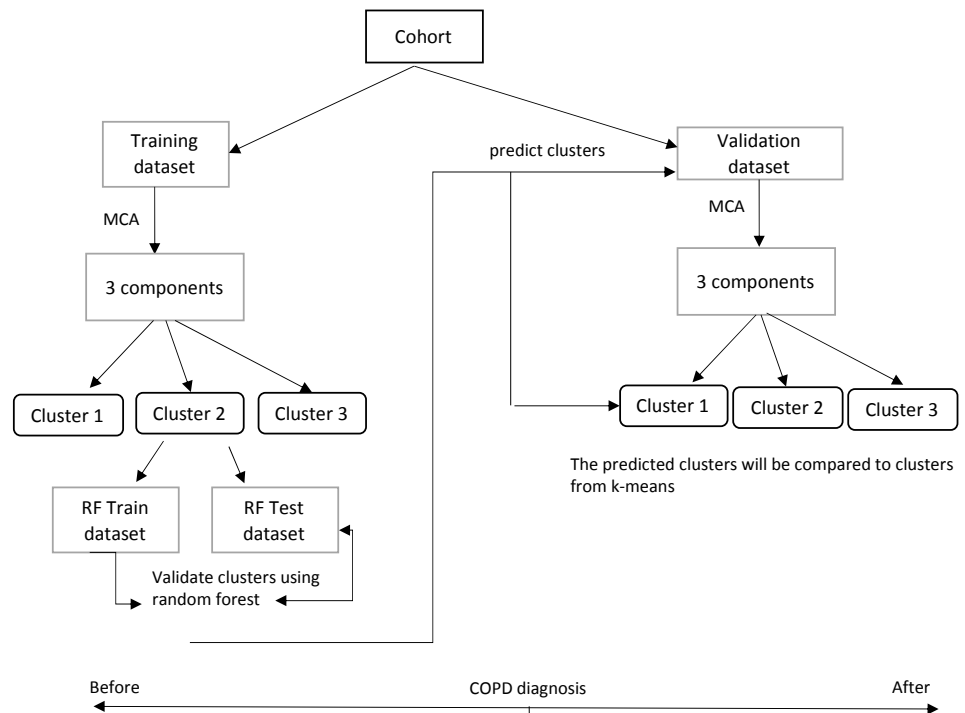 Cohort
Training
dataset
predict clusters
Validation
dataset
MCA
MCA
3 components
3 components
Cluster 1
Cluster 2
Cluster 3
Cluster 1
Cluster 2
Cluster 3
The predicted clusters will be compared to clusters
from k-means
RF Train
dataset
RF Test
dataset
Validate clusters using
random forest
Before
COPD diagnosis
After